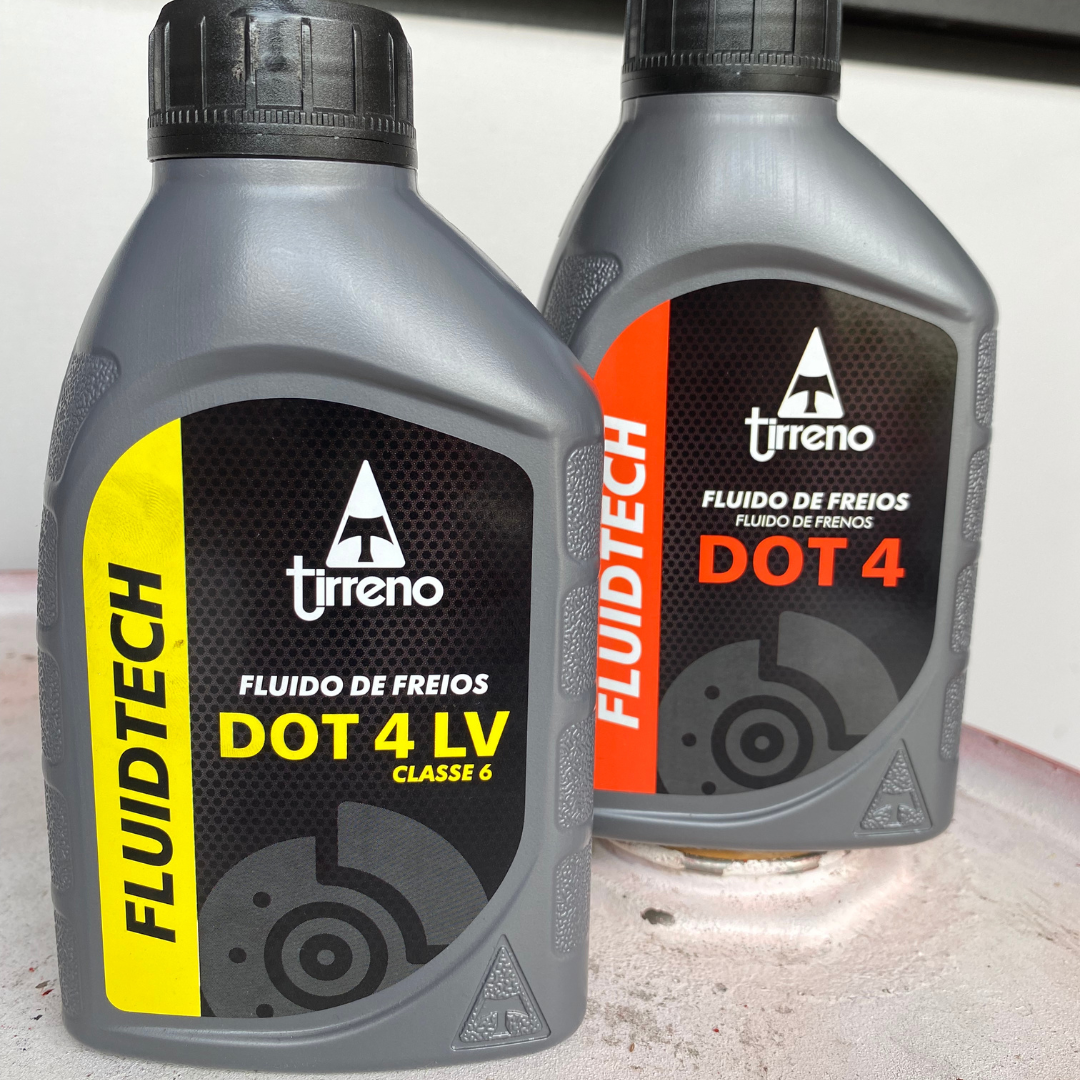 FLUIDTECH
tirreno
FLUIDO DE FREIOS
DOT 4 LV
CLASSE 6
FLUIDTECH
tirreno
FLUIDO DE FREIOS
FLUIDO DE FRENOS
DOT 4